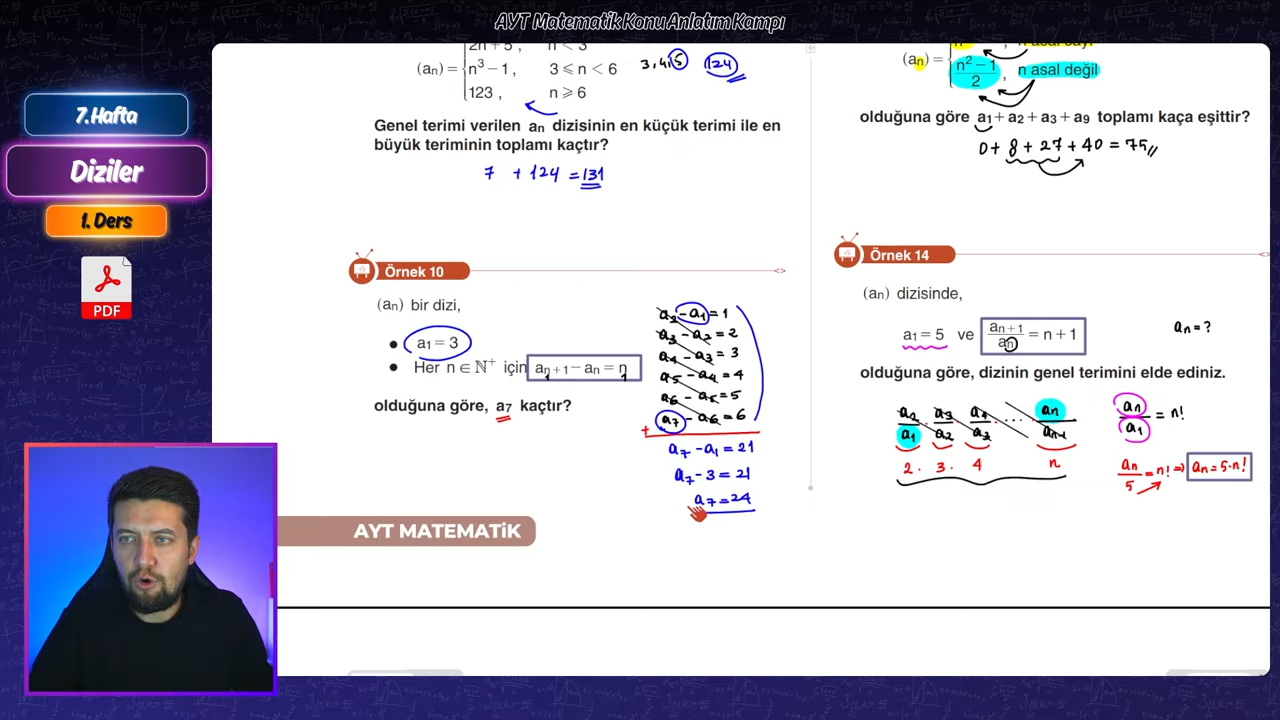 AYT Matematik Konu Anlatım Kampı
7.Hafta
Diziler
1. Ders
PDF
2n + 5 , n < 3
(an) = n³ − 1 , 3 ⩽ n < 6
123 , n ⩾ 6
3,4,5 124
Genel terimi verilen an dizisinin en küçük terimi ile en
büyük teriminin toplamı kaçtır?
7 + 124 = 131
Örnek 10
(an) bir dizi,
● a1 = 3
● Her n ∈ ℕ⁺ için an+1 − an = n
olduğuna göre, a7 kaçtır?
a2 − a1 = 1
a3 − a2 = 2
a4 − a3 = 3
a5 − a4 = 4
a6 − a5 = 5
a7 − a6 = 6
+
a7 − a1 = 21
a7 − 3 = 21
a7 = 24
AYT MATEMATİK
, n asal sayı
(an) = n² − 1 / 2 , n asal değil
olduğuna göre a1 + a2 + a3 + a9 toplamı kaça eşittir?
0 + 8 + 27 + 40 = 75
Örnek 14
(an) dizisinde,
a1 = 5 ve an+1 / an = n + 1
an = ?
olduğuna göre, dizinin genel terimini elde ediniz.
a2/a1 . a3/a2 . a4/a3 . ... . an/an-1
2 . 3 . 4 n
an/a1 = n!
an/5 = n! ⇒ an = 5.n!